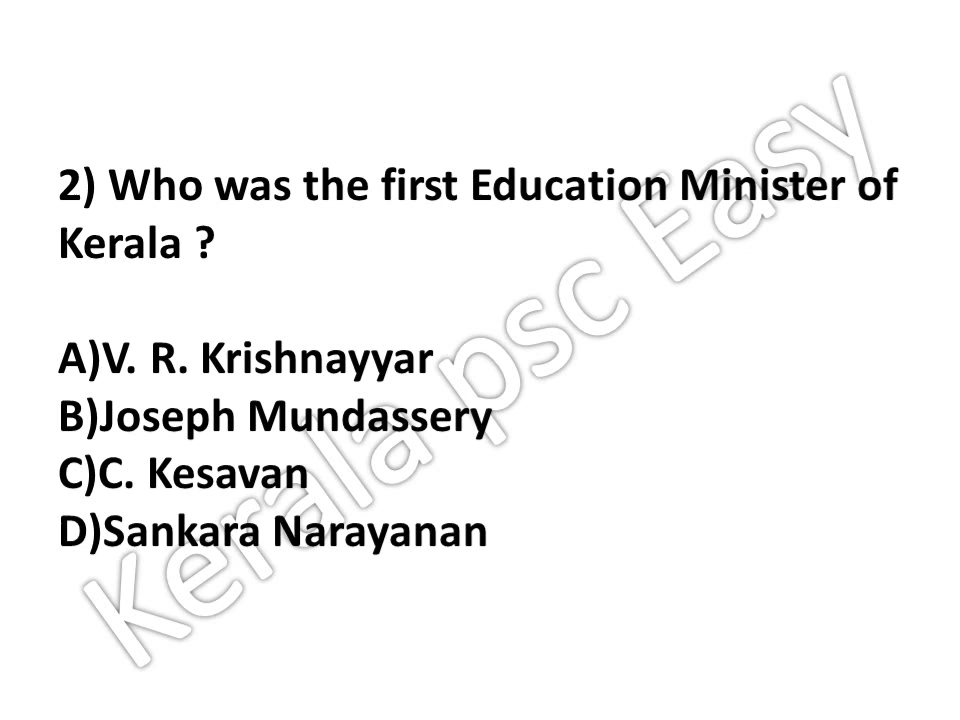 2) Who was the first Education Minister of
Kerala ?
A)V. R. Krishnayyar
B)Joseph Mundassery
C)C. Kesavan
D)Sankara Narayanan
Kerala psc Easy